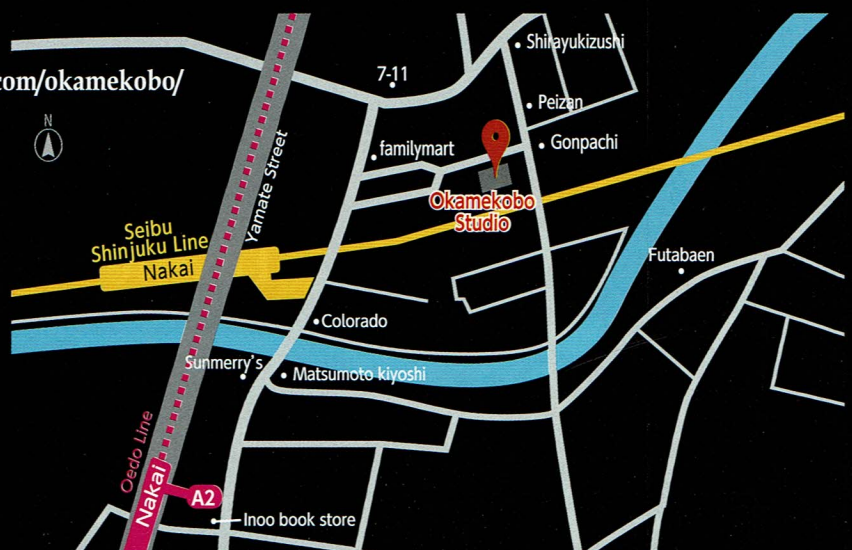 com/okamekobo/
N
7-11
Shirayukizushi
Peizan
familymart
Gonpachi
Okamekobo
Studio
Yamate Street
Seibu
Shinjuku Line
Nakai
Futabaen
Colorado
Sunmerry's
Matsumoto kiyoshi
Oedo Line
Nakai
A2
Inoo book store